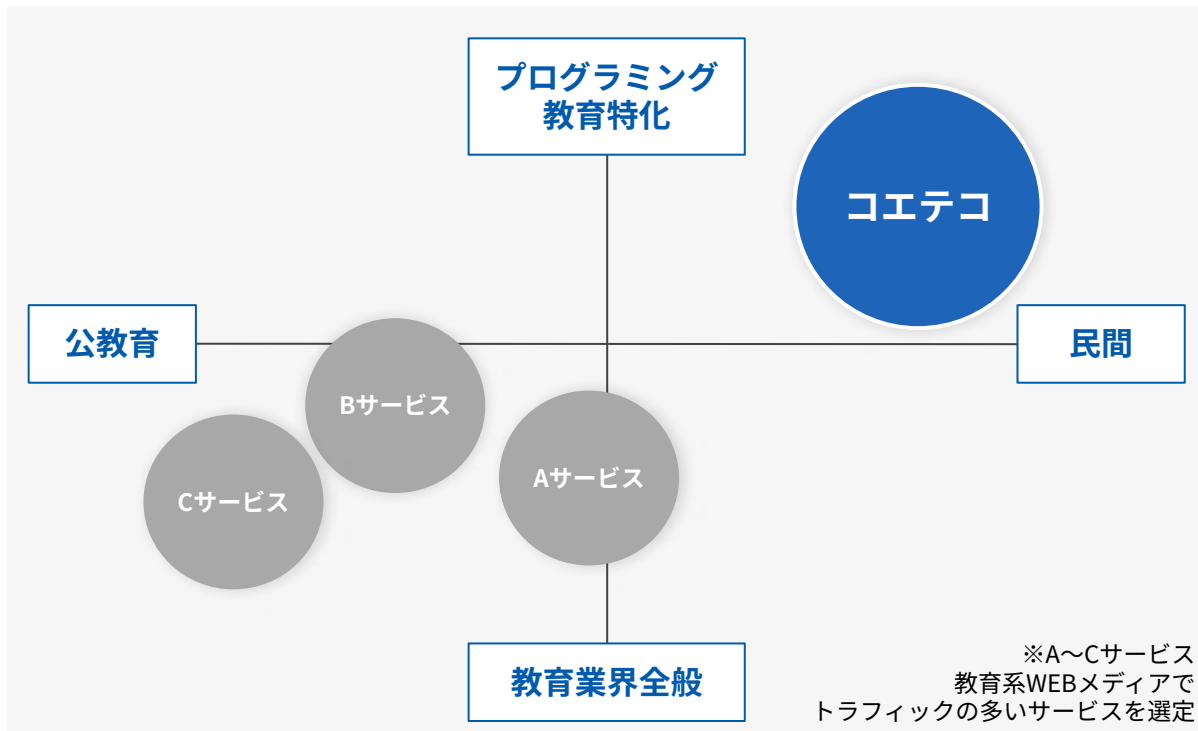 プログラミング
教育特化
コエテコ
公教育
民間
Bサービス
Aサービス
Cサービス
教育業界全般
※A〜Cサービス
教育系WEBメディアで
トラフィックの多いサービスを選定